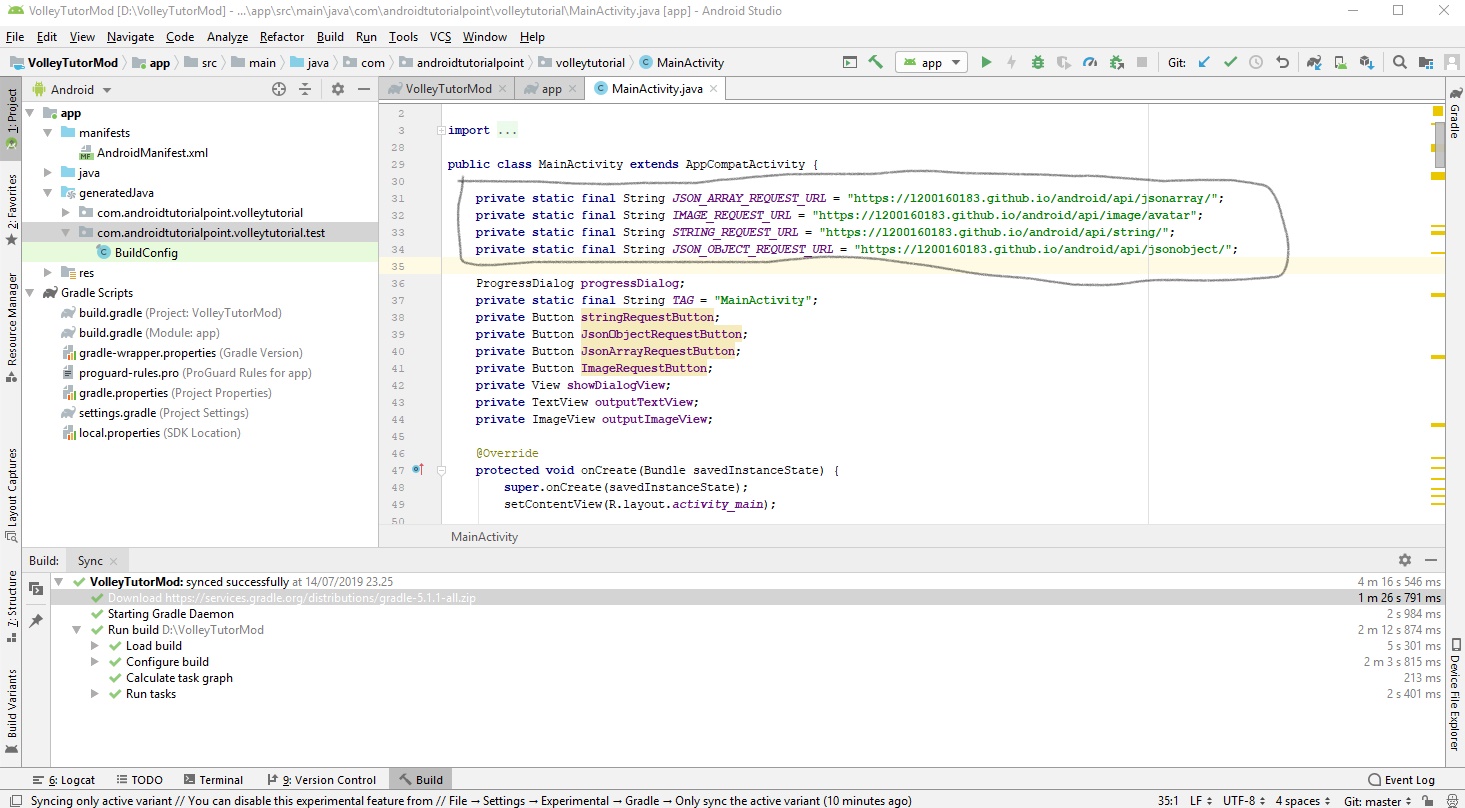 VolleyTutorMod [D:\VolleyTutorMod] - ...\app\src\main\java\com\androidtutorialpoint\volleytutorial\MainActivity.java [app] - Android Studio
File Edit View Navigate Code Analyze Refactor Build Run Tools VCS Window Help
VolleyTutorMod app src main java com androidtutorialpoint volleytutorial MainActivity app Git:
1: Project
2: Favorites
Resource Manager
Layout Captures
7: Structure
Build Variants
Android
app
manifests
AndroidManifest.xml
java
generatedJava
com.androidtutorialpoint.volleytutorial
com.androidtutorialpoint.volleytutorial.test
BuildConfig
res
Gradle Scripts
build.gradle (Project: VolleyTutorMod)
build.gradle (Module: app)
gradle-wrapper.properties (Gradle Version)
proguard-rules.pro (ProGuard Rules for app)
gradle.properties (Project Properties)
settings.gradle (Project Settings)
local.properties (SDK Location)
VolleyTutorMod app MainActivity.java
2
3 import ...
28
29 public class MainActivity extends AppCompatActivity {
30
31 private static final String JSON_ARRAY_REQUEST_URL = "https://l200160183.github.io/android/api/jsonarray/";
32 private static final String IMAGE_REQUEST_URL = "https://l200160183.github.io/android/api/image/avatar";
33 private static final String STRING_REQUEST_URL = "https://l200160183.github.io/android/api/string/";
34 private static final String JSON_OBJECT_REQUEST_URL = "https://l200160183.github.io/android/api/jsonobject/";
35
36 ProgressDialog progressDialog;
37 private static final String TAG = "MainActivity";
38 private Button stringRequestButton;
39 private Button JsonObjectRequestButton;
40 private Button JsonArrayRequestButton;
41 private Button ImageRequestButton;
42 private View showDialogView;
43 private TextView outputTextView;
44 private ImageView outputImageView;
45
46 @Override
47 protected void onCreate(Bundle savedInstanceState) {
48 super.onCreate(savedInstanceState);
49 setContentView(R.layout.activity_main);
50
MainActivity
Gradle
Device File Explorer
Build: Sync
VolleyTutorMod: synced successfully at 14/07/2019 23.25 4 m 16 s 546 ms
Download https://services.gradle.org/distributions/gradle-5.1.1-all.zip 1 m 26 s 791 ms
Starting Gradle Daemon 2 s 984 ms
Run build D:\VolleyTutorMod 2 m 12 s 874 ms
Load build 5 s 301 ms
Configure build 2 m 3 s 815 ms
Calculate task graph 213 ms
Run tasks 2 s 401 ms
6: Logcat TODO Terminal 9: Version Control Build Event Log
Syncing only active variant // You can disable this experimental feature from // File → Settings → Experimental → Gradle → Only sync the active variant (10 minutes ago) 35:1 LF UTF-8 4 spaces Git: master